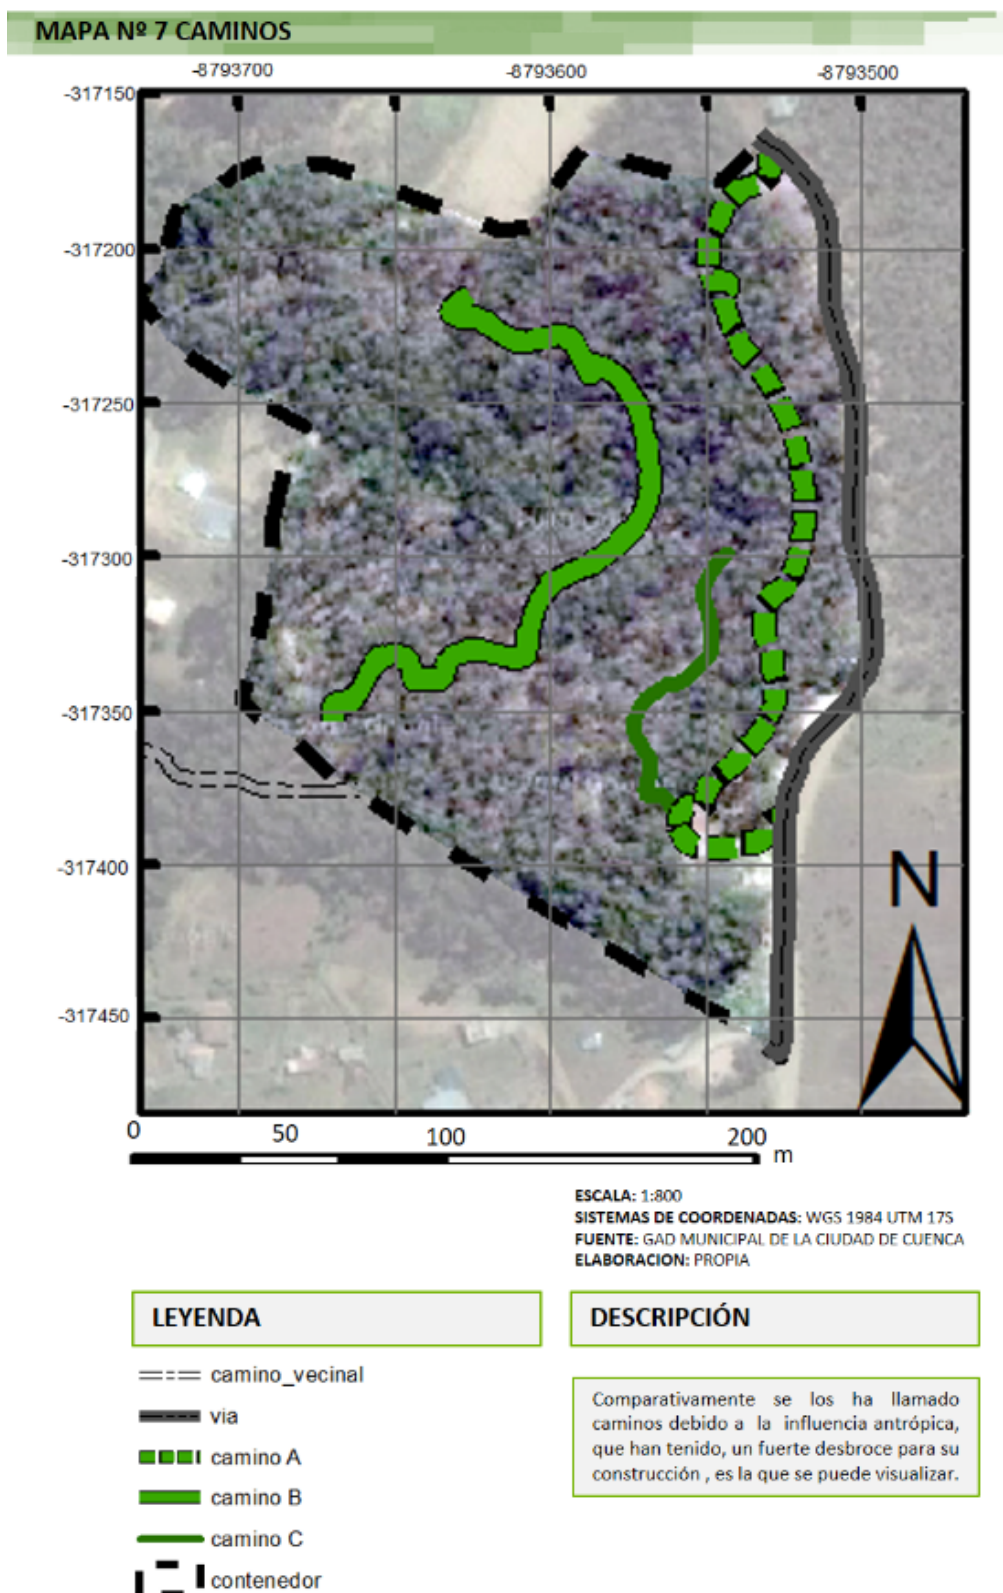 MAPA Nº 7 CAMINOS
-8793700 -8793600 -8793500
-317150
-317200
-317250
-317300
-317350
-317400
-317450
N
0 50 100 200 m
ESCALA: 1:800
SISTEMAS DE COORDENADAS: WGS 1984 UTM 17S
FUENTE: GAD MUNICIPAL DE LA CIUDAD DE CUENCA
ELABORACION: PROPIA
LEYENDA
camino_vecinal
via
camino A
camino B
camino C
contenedor
DESCRIPCIÓN
Comparativamente se los ha llamado
caminos debido a la influencia antrópica,
que han tenido, un fuerte desbroce para su
construcción , es la que se puede visualizar.